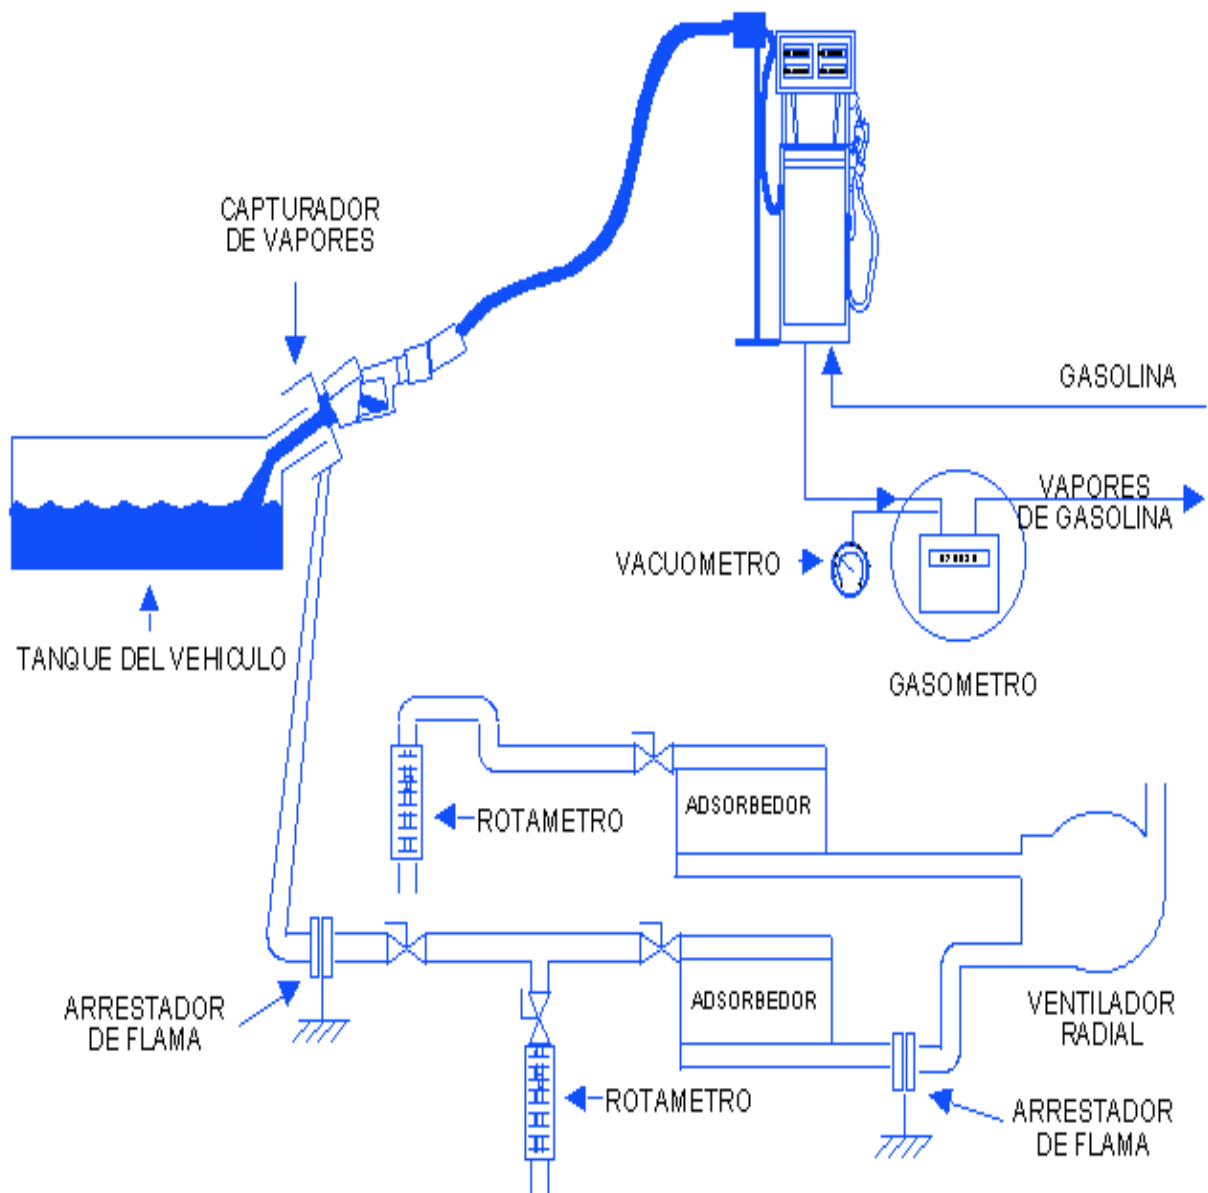 CAPTURADOR
DE VAPORES
GASOLINA
VAPORES
DE GASOLINA
VACUOMETRO
TANQUE DEL VEHICULO
GASOMETRO
ADSORBEDOR
ROTAMETRO
ADSORBEDOR
ARRESTADOR
DE FLAMA
VENTILADOR
RADIAL
ROTAMETRO
ARRESTADOR
DE FLAMA